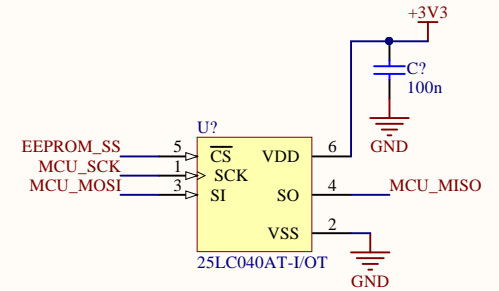 +3V3
C?
100n
GND
U?
EEPROM_SS 5 CS VDD 6
MCU_SCK 1 SCK
MCU_MOSI 3 SI SO 4 MCU_MISO
VSS 2
25LC040AT-I/OT
GND